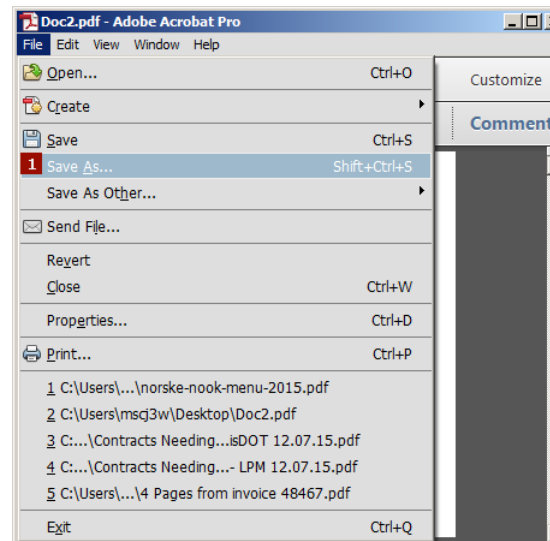 Doc2.pdf - Adobe Acrobat Pro
File Edit View Window Help
Open... Ctrl+O
Customize
Create
Comment
Save Ctrl+S
1 Save As... Shift+Ctrl+S
Save As Other...
Send File...
Revert
Close Ctrl+W
Properties... Ctrl+D
Print... Ctrl+P
1 C:\Users\...\norske-nook-menu-2015.pdf
2 C:\Users\mscj3w\Desktop\Doc2.pdf
3 C:...\Contracts Needing...isDOT 12.07.15.pdf
4 C:...\Contracts Needing...- LPM 12.07.15.pdf
5 C:\Users\...\4 Pages from invoice 48467.pdf
Exit Ctrl+Q